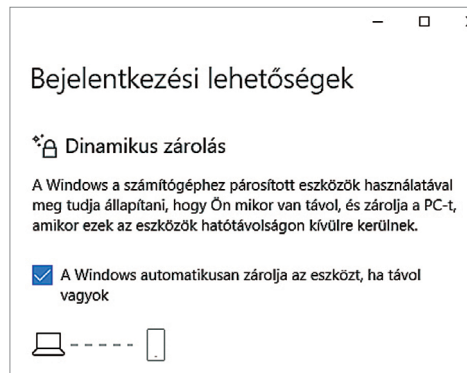 Bejelentkezési lehetőségek
Dinamikus zárolás
A Windows a számítógéphez párosított eszközök használatával
meg tudja állapítani, hogy Ön mikor van távol, és zárolja a PC-t,
amikor ezek az eszközök hatótávolságon kívülre kerülnek.
A Windows automatikusan zárolja az eszközt, ha távol
vagyok